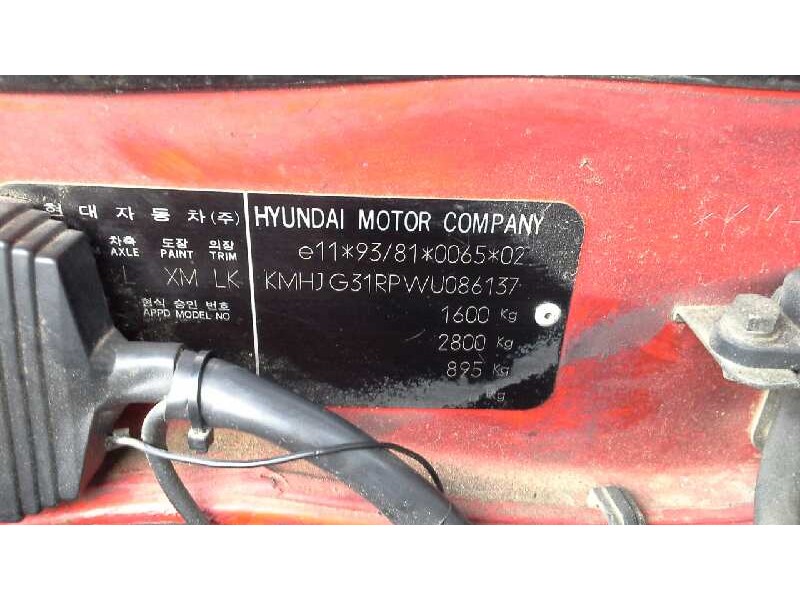 현대자동차(주) HYUNDAI MOTOR COMPANY
e11*93/81*0065*02
차축 도장 의장
AXLE PAINT TRIM
L XM LK KMHJG31RPWU086137
형식 승인 번호
APPD MODEL NO
1600 Kg
2800 Kg
895 Kg
Kg